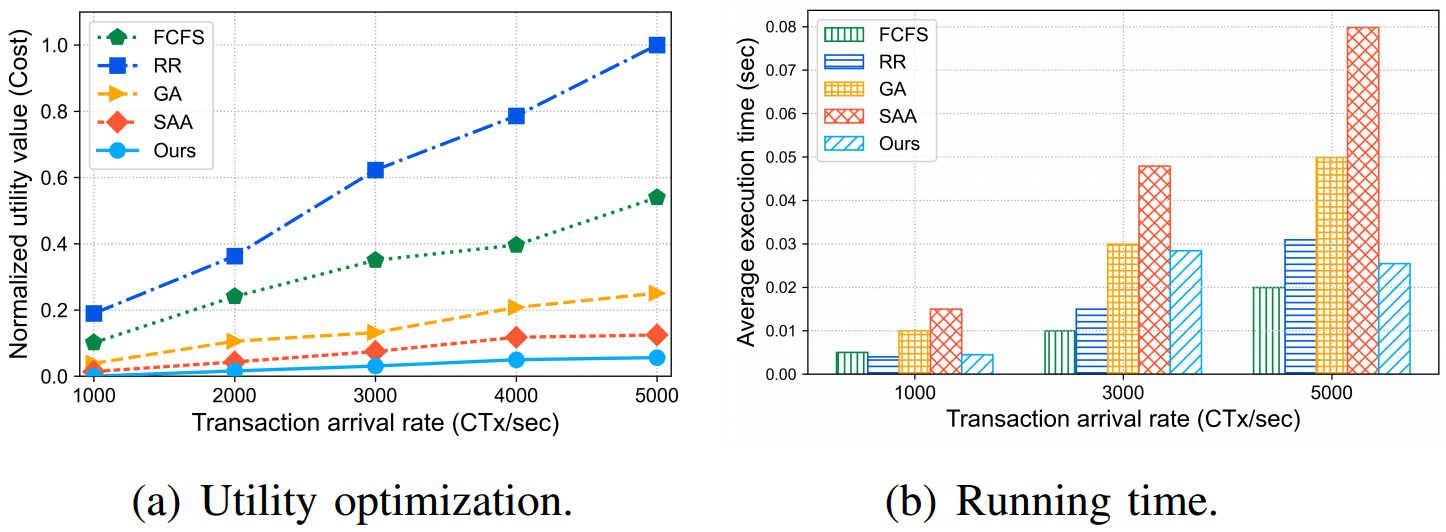 Normalized utility value (Cost)
1.0
0.8
0.6
0.4
0.2
0.0
FCFS
RR
GA
SAA
Ours
1000 2000 3000 4000 5000
Transaction arrival rate (CTx/sec)
(a) Utility optimization.
Average execution time (sec)
0.08
0.07
0.06
0.05
0.04
0.03
0.02
0.01
0.00
FCFS
RR
GA
SAA
Ours
1000 3000 5000
Transaction arrival rate (CTx/sec)
(b) Running time.